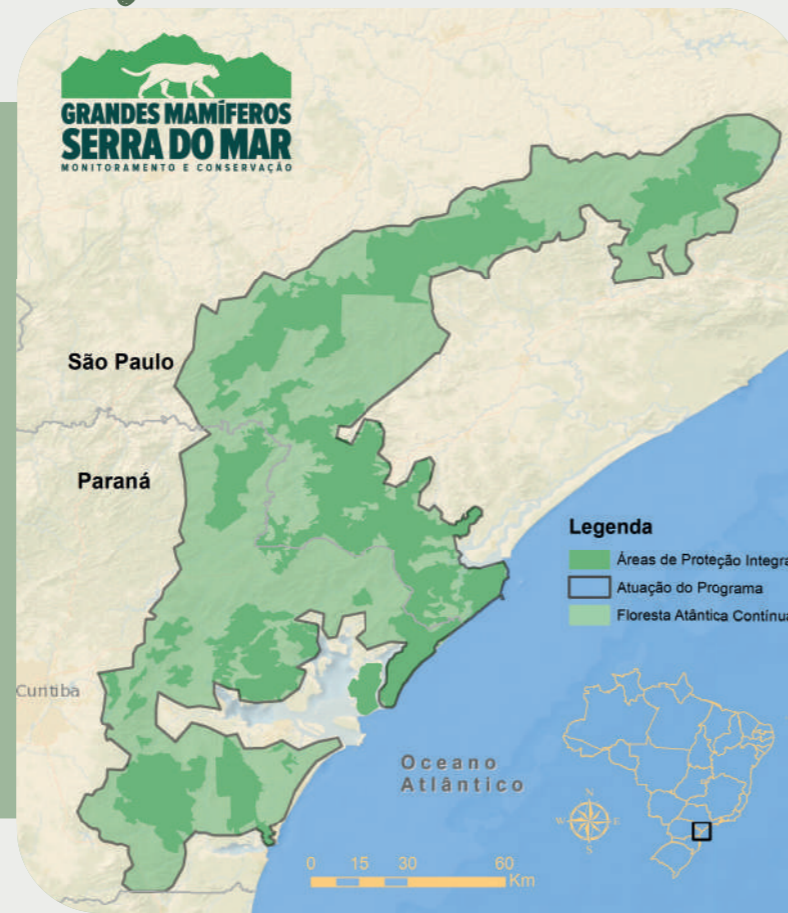 GRANDES MAMÍFEROS
SERRA DO MAR
MONITORAMENTO E CONSERVAÇÃO
São Paulo
Paraná
Curitiba
Legenda
Áreas de Proteção Integra
Atuação do Programa
Floresta Atântica Contínua
Oceano
Atlântico
N
W E
S
0 15 30 60
Km